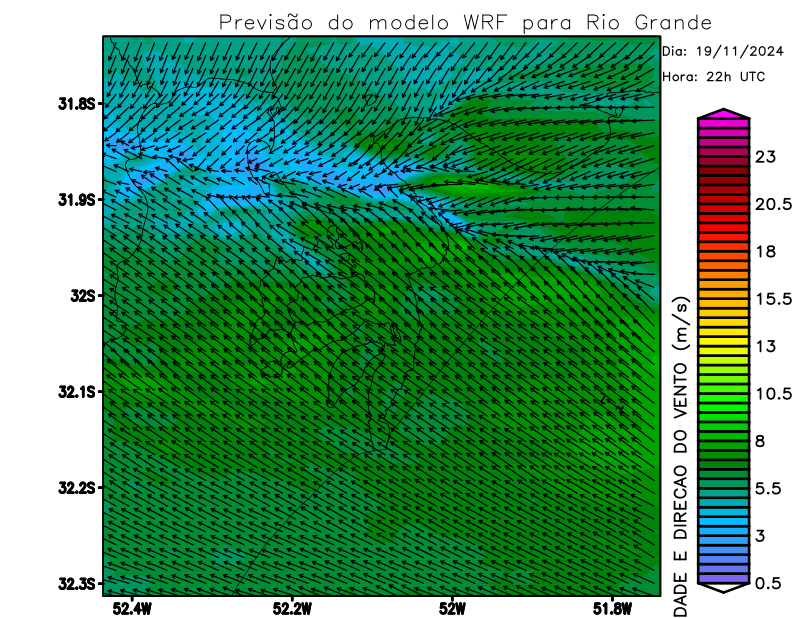 Previsão do modelo WRF para Rio Grande
Dia: 19/11/2024
Hora: 22h UTC
31.8S
31.9S
32S
32.1S
32.2S
32.3S
52.4W
52.2W
52W
51.8W
23
20.5
18
15.5
13
10.5
8
5.5
3
0.5
DADE E DIRECAO DO VENTO (m/s)